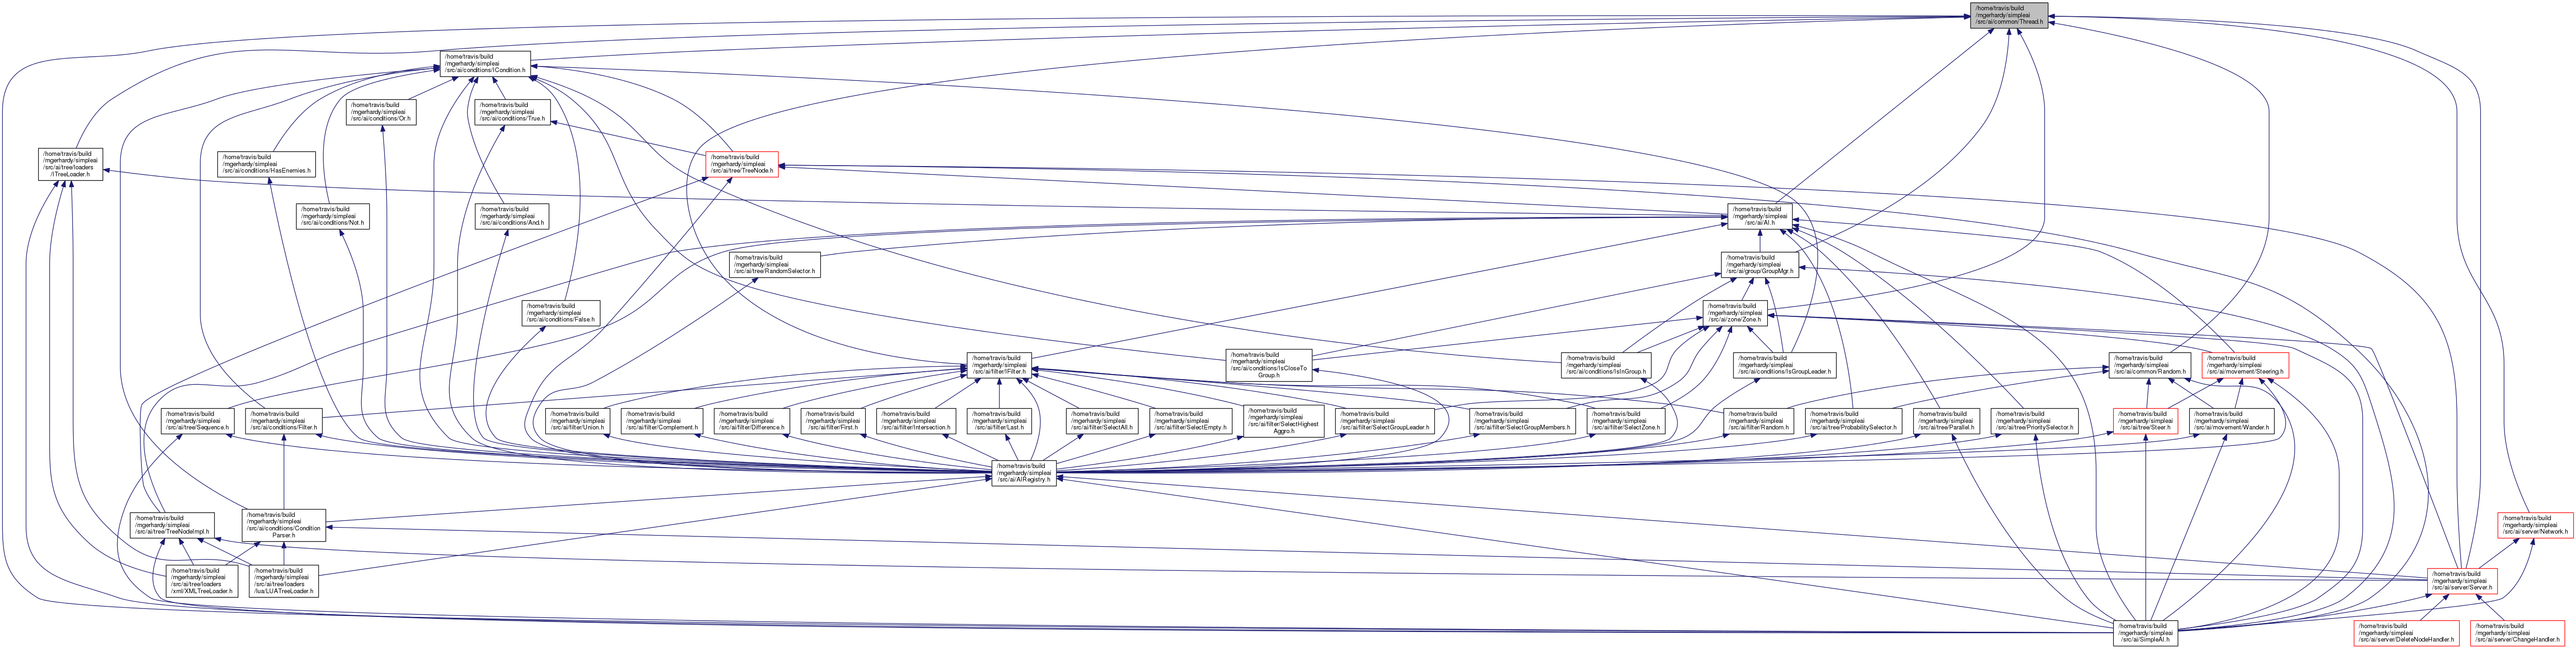 /home/travis/build
/mgerhardy/simpleai
/src/ai/common/Thread.h
/home/travis/build
/mgerhardy/simpleai
/src/ai/conditions/ICondition.h
/home/travis/build
/mgerhardy/simpleai
/src/ai/conditions/Or.h
/home/travis/build
/mgerhardy/simpleai
/src/ai/conditions/True.h
/home/travis/build
/mgerhardy/simpleai
/src/ai/tree/loaders
/ITreeLoader.h
/home/travis/build
/mgerhardy/simpleai
/src/ai/conditions/HasEnemies.h
/home/travis/build
/mgerhardy/simpleai
/src/ai/tree/TreeNode.h
/home/travis/build
/mgerhardy/simpleai
/src/ai/conditions/Not.h
/home/travis/build
/mgerhardy/simpleai
/src/ai/conditions/And.h
/home/travis/build
/mgerhardy/simpleai
/src/ai/AI.h
/home/travis/build
/mgerhardy/simpleai
/src/ai/tree/RandomSelector.h
/home/travis/build
/mgerhardy/simpleai
/src/ai/group/GroupMgr.h
/home/travis/build
/mgerhardy/simpleai
/src/ai/conditions/False.h
/home/travis/build
/mgerhardy/simpleai
/src/ai/zone/Zone.h
/home/travis/build
/mgerhardy/simpleai
/src/ai/filter/IFilter.h
/home/travis/build
/mgerhardy/simpleai
/src/ai/conditions/IsCloseTo
Group.h
/home/travis/build
/mgerhardy/simpleai
/src/ai/conditions/IsInGroup.h
/home/travis/build
/mgerhardy/simpleai
/src/ai/conditions/IsGroupLeader.h
/home/travis/build
/mgerhardy/simpleai
/src/ai/common/Random.h
/home/travis/build
/mgerhardy/simpleai
/src/ai/movement/Steering.h
/home/travis/build
/mgerhardy/simpleai
/src/ai/tree/Sequence.h
/home/travis/build
/mgerhardy/simpleai
/src/ai/conditions/Filter.h
/home/travis/build
/mgerhardy/simpleai
/src/ai/filter/Union.h
/home/travis/build
/mgerhardy/simpleai
/src/ai/filter/Complement.h
/home/travis/build
/mgerhardy/simpleai
/src/ai/filter/Difference.h
/home/travis/build
/mgerhardy/simpleai
/src/ai/filter/First.h
/home/travis/build
/mgerhardy/simpleai
/src/ai/filter/Intersection.h
/home/travis/build
/mgerhardy/simpleai
/src/ai/filter/Last.h
/home/travis/build
/mgerhardy/simpleai
/src/ai/filter/SelectAll.h
/home/travis/build
/mgerhardy/simpleai
/src/ai/filter/SelectEmpty.h
/home/travis/build
/mgerhardy/simpleai
/src/ai/filter/SelectHighest
Aggro.h
/home/travis/build
/mgerhardy/simpleai
/src/ai/filter/SelectGroupLeader.h
/home/travis/build
/mgerhardy/simpleai
/src/ai/filter/SelectGroupMembers.h
/home/travis/build
/mgerhardy/simpleai
/src/ai/filter/SelectZone.h
/home/travis/build
/mgerhardy/simpleai
/src/ai/filter/Random.h
/home/travis/build
/mgerhardy/simpleai
/src/ai/tree/ProbabilitySelector.h
/home/travis/build
/mgerhardy/simpleai
/src/ai/tree/Parallel.h
/home/travis/build
/mgerhardy/simpleai
/src/ai/tree/PrioritySelector.h
/home/travis/build
/mgerhardy/simpleai
/src/ai/tree/Steer.h
/home/travis/build
/mgerhardy/simpleai
/src/ai/movement/Wander.h
/home/travis/build
/mgerhardy/simpleai
/src/ai/AIRegistry.h
/home/travis/build
/mgerhardy/simpleai
/src/ai/tree/TreeNodeImpl.h
/home/travis/build
/mgerhardy/simpleai
/src/ai/conditions/Condition
Parser.h
/home/travis/build
/mgerhardy/simpleai
/src/ai/server/Network.h
/home/travis/build
/mgerhardy/simpleai
/src/ai/tree/loaders
/xml/XMLTreeLoader.h
/home/travis/build
/mgerhardy/simpleai
/src/ai/tree/loaders
/lua/LUATreeLoader.h
/home/travis/build
/mgerhardy/simpleai
/src/ai/server/Server.h
/home/travis/build
/mgerhardy/simpleai
/src/ai/SimpleAI.h
/home/travis/build
/mgerhardy/simpleai
/src/ai/server/DeleteNodeHandler.h
/home/travis/build
/mgerhardy/simpleai
/src/ai/server/ChangeHandler.h